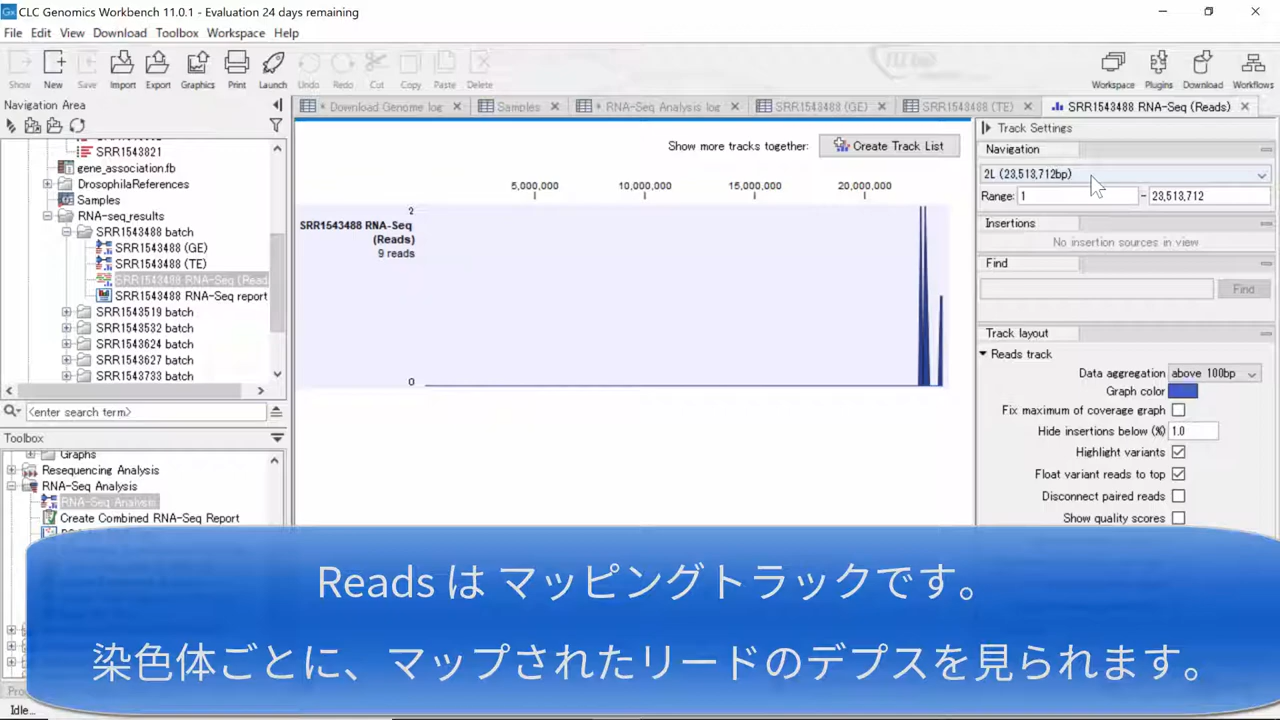 CLC Genomics Workbench 11.0.1 - Evaluation 24 days remaining
File Edit View Download Toolbox Workspace Help
Show New Save Import Export Graphics Print Launch Undo Redo Cut Copy Paste Delete Workspace Plugins Download Workflows
Navigation Area
* Download Genome log
Samples
* RNA-Seq Analysis log
SRR1543488 (GE)
SRR1543488 (TE)
SRR1543488 RNA-Seq (Reads)
SRR1543821
gene_association.fb
DrosophilaReferences
Samples
RNA-seq_results
SRR1543488 batch
SRR1543488 (GE)
SRR1543488 (TE)
SRR1543488 RNA-Seq (Read
SRR1543488 RNA-Seq report
SRR1543519 batch
SRR1543532 batch
SRR1543624 batch
SRR1543627 batch
SRR1543733 batch
<enter search term>
Toolbox
Graphs
Resequencing Analysis
RNA-Seq Analysis
RNA-Seq Analysis
Create Combined RNA-Seq Report
Idle...
Show more tracks together: Create Track List
5,000,000 10,000,000 15,000,000 20,000,000
2
SRR1543488 RNA-Seq
(Reads)
9 reads
0
Track Settings
Navigation
2L (23,513,712bp)
Range: 1 - 23,513,712
Insertions
No insertion sources in view
Find
Find
Track layout
Reads track
Data aggregation above 100bp
Graph color
Fix maximum of coverage graph
Hide insertions below (%) 1.0
Highlight variants
Float variant reads to top
Disconnect paired reads
Show quality scores
Reads は マッピングトラックです。
染色体ごとに、マップされたリードのデプスを見られます。